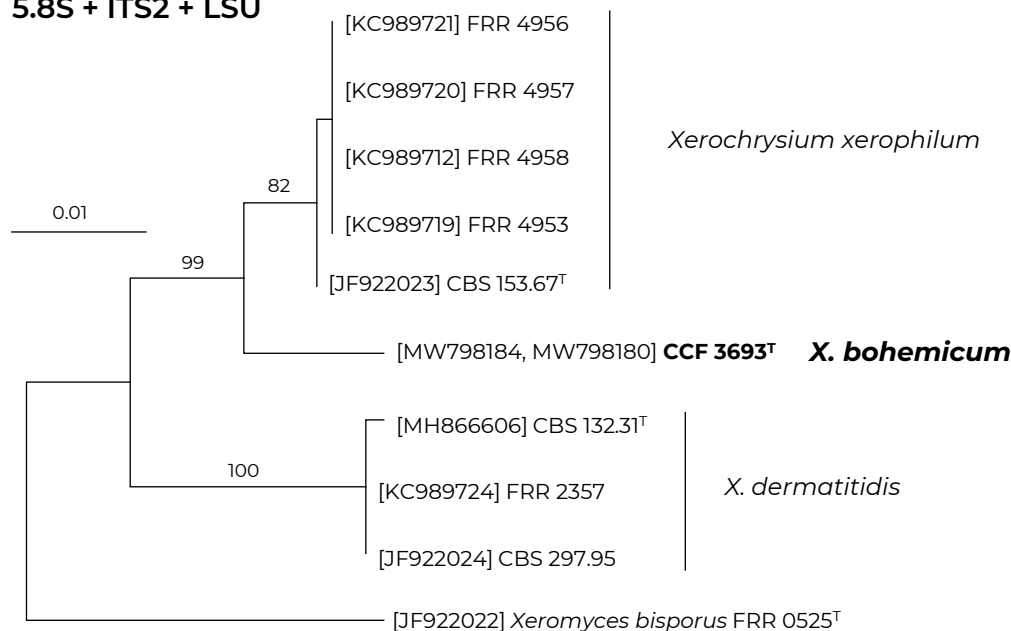 5.8S + ITS2 + LSU
[KC989721] FRR 4956
[KC989720] FRR 4957
Xerochrysium xerophilum
[KC989712] FRR 4958
82
0.01
[KC989719] FRR 4953
99
[JF922023] CBS 153.67ᵀ
[MW798184, MW798180] CCF 3693ᵀ X. bohemicum
[MH866606] CBS 132.31ᵀ
100
[KC989724] FRR 2357
X. dermatitidis
[JF922024] CBS 297.95
[JF922022] Xeromyces bisporus FRR 0525ᵀ